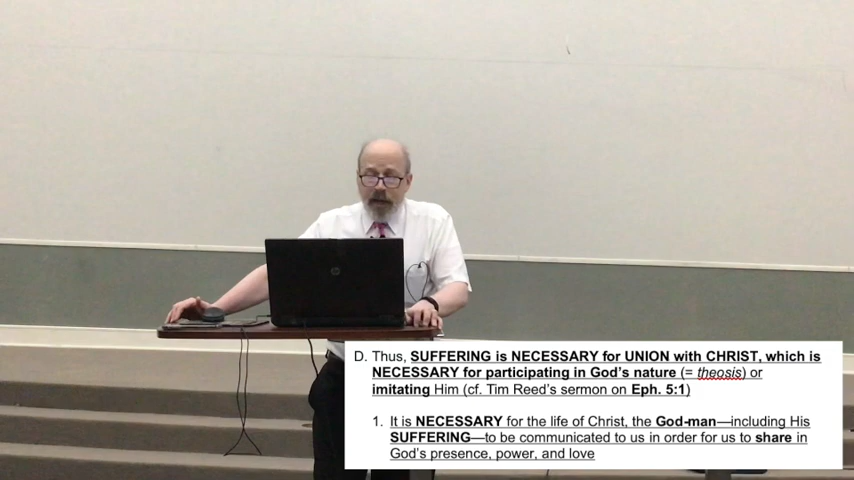 D. Thus, SUFFERING is NECESSARY for UNION with CHRIST, which is
NECESSARY for participating in God's nature (= theosis) or
imitating Him (cf. Tim Reed's sermon on Eph. 5:1)
1. It is NECESSARY for the life of Christ, the God-man—including His
SUFFERING—to be communicated to us in order for us to share in
God's presence, power, and love